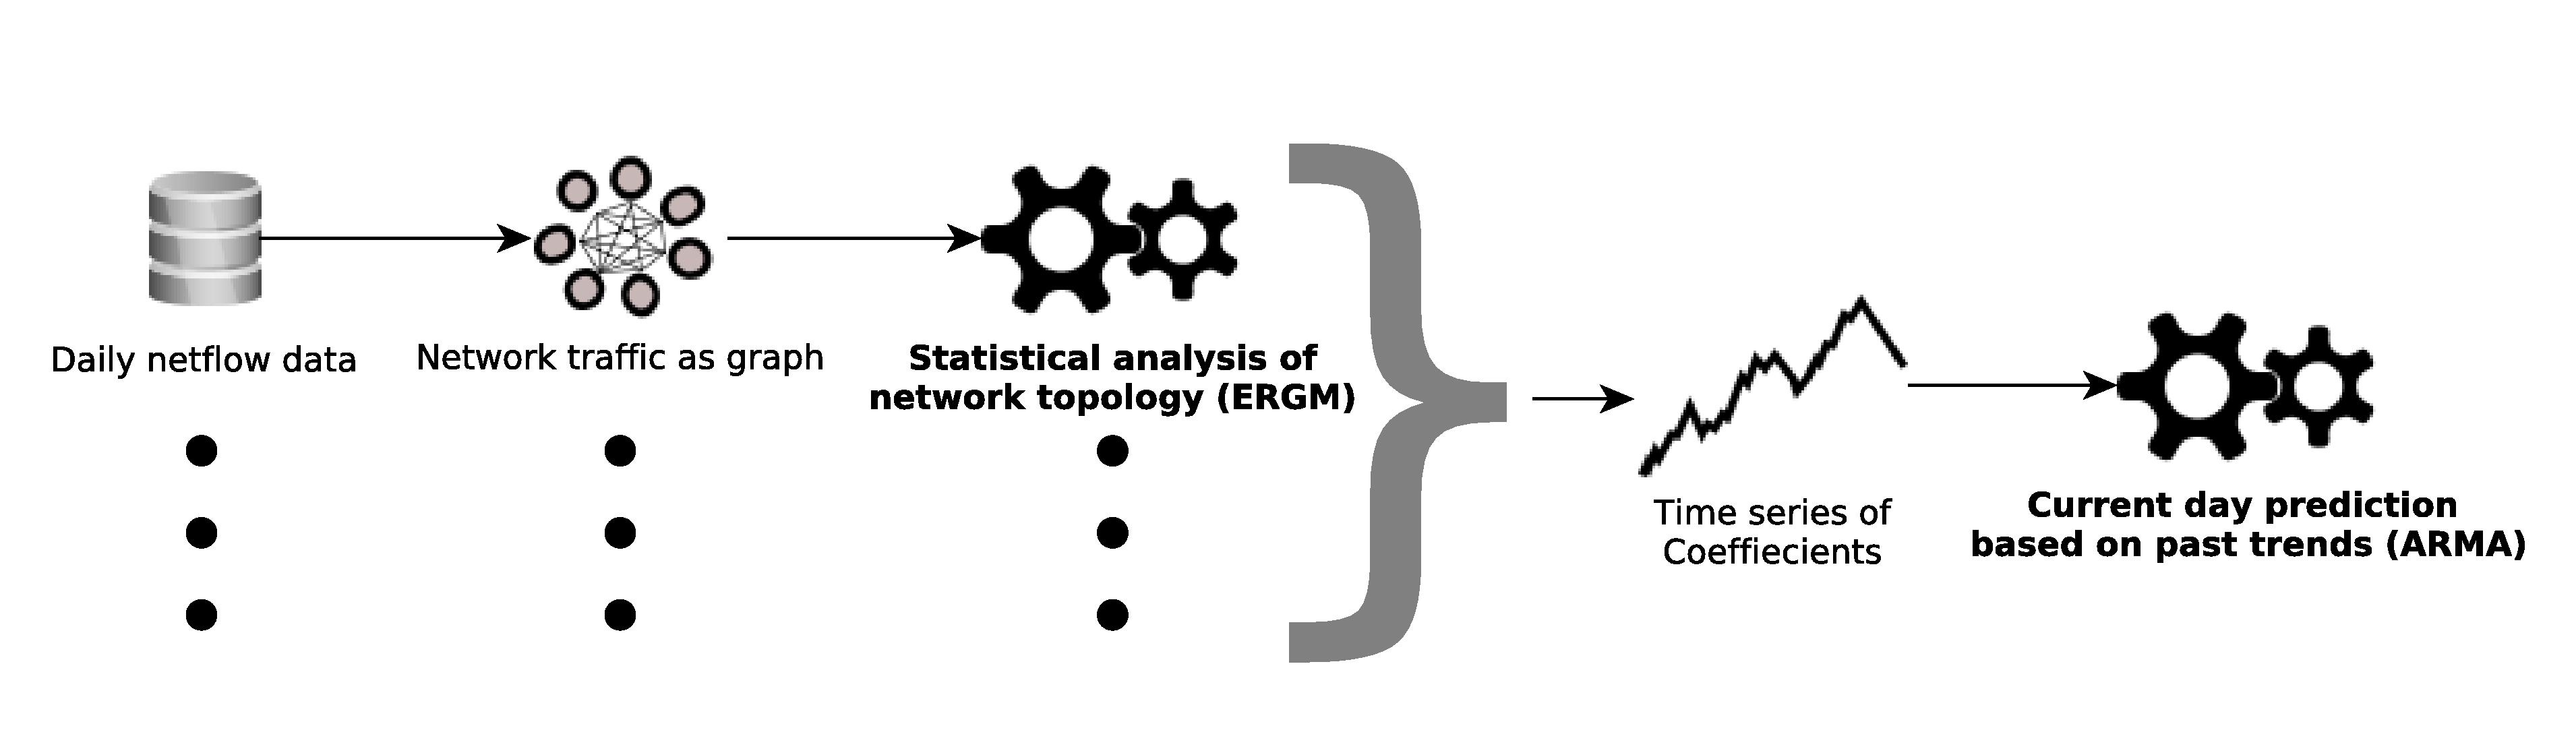 Daily netflow data
Network traffic as graph
Statistical analysis of
network topology (ERGM)
Time series of
Coeffiecients
Current day prediction
based on past trends (ARMA)